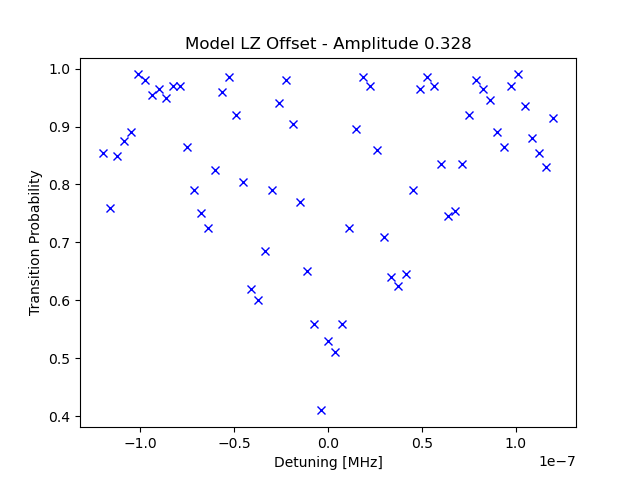 Model LZ Offset - Amplitude 0.328
Transition Probability
1.0
0.9
0.8
0.7
0.6
0.5
0.4
−1.0 −0.5 0.0 0.5 1.0
1e−7
Detuning [MHz]